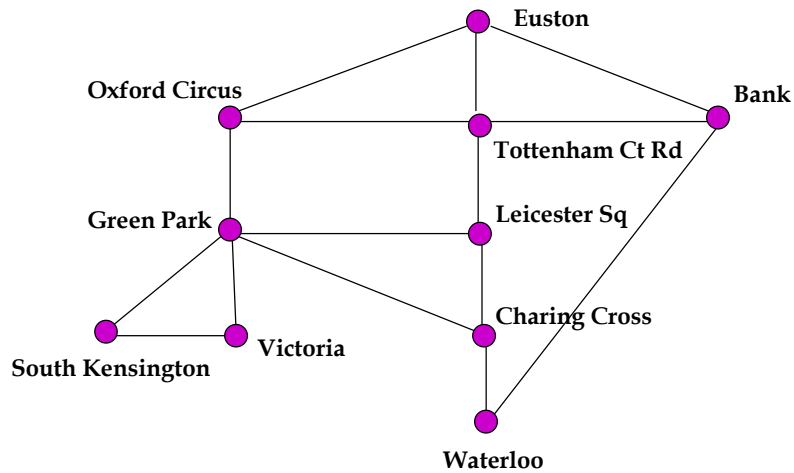 Euston
Oxford Circus
Bank
Tottenham Ct Rd
Green Park
Leicester Sq
Charing Cross
South Kensington
Victoria
Waterloo